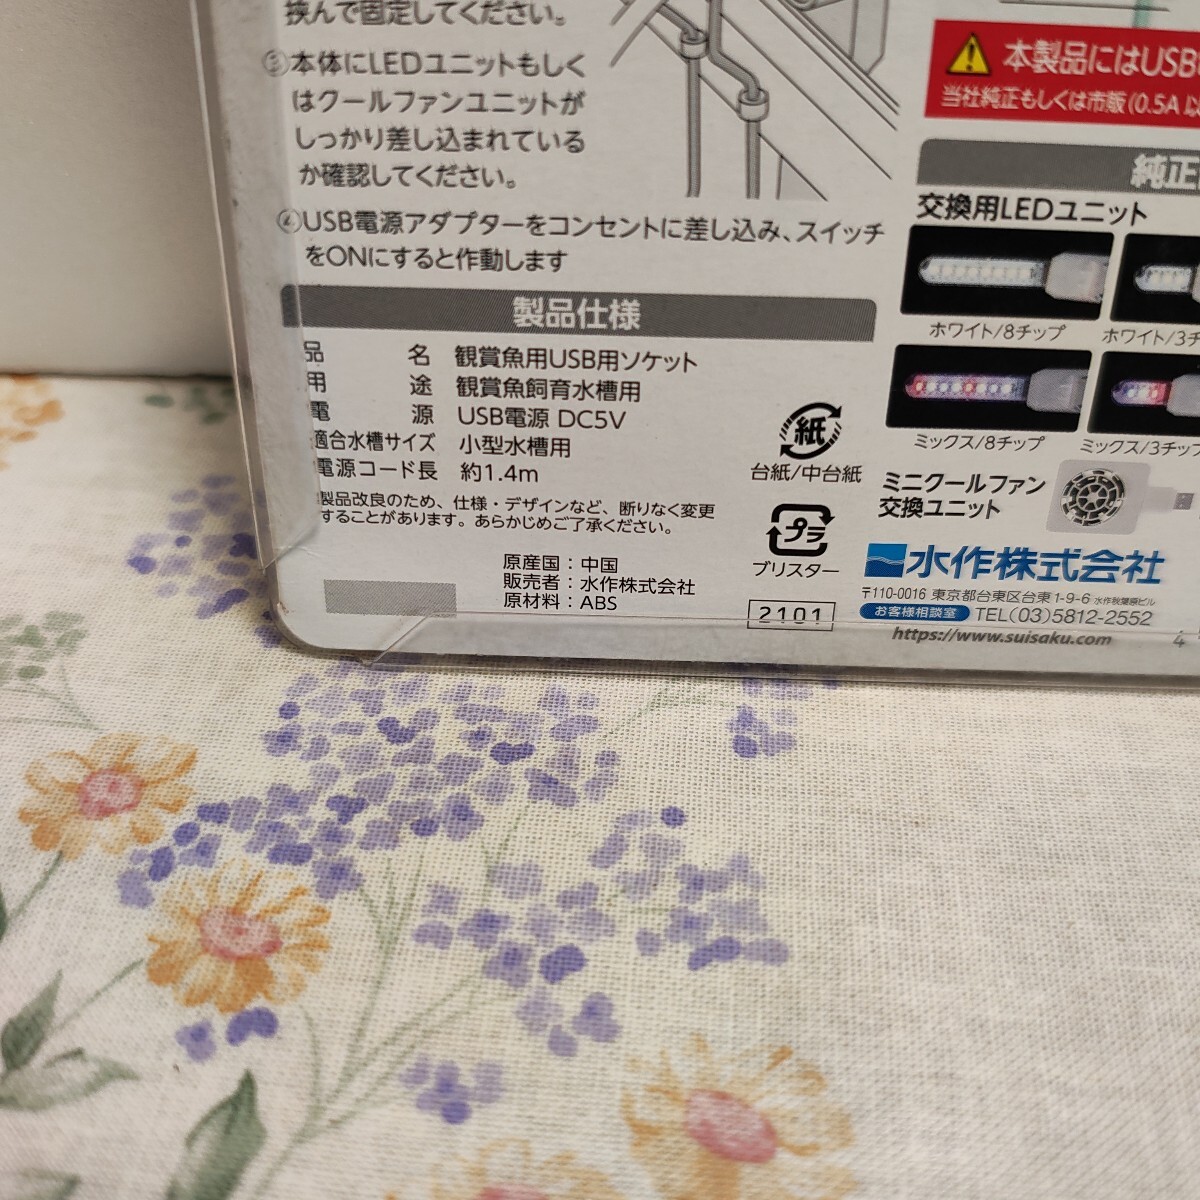 挟んで固定してください。
③本体にLEDユニットもしく
はクールファンユニットが
しっかり差し込まれている
か確認してください。
④USB電源アダプターをコンセントに差し込み、スイッチ
をONにすると作動します
製品仕様
品名 観賞魚用USB用ソケット
用途 観賞魚飼育水槽用
電源 USB電源 DC5V
適合水槽サイズ 小型水槽用
電源コード長 約1.4m
製品改良のため、仕様・デザインなど、断りなく変更
することがあります。あらかじめご了承ください。
原産国：中国
販売者：水作株式会社
原材料：ABS
紙
台紙/中台紙
プラ
ブリスター
2101
本製品にはUSB
当社純正もしくは市販(0.5A以
純正
交換用LEDユニット
ホワイト/8チップ
ホワイト/3チ
ミックス/8チップ
ミックス/3チップ
ミニクールファン
交換ユニット
水作株式会社
〒110-0016 東京都台東区台東1-9-6 水作秋葉原ビル
お客様相談室 TEL(03)5812-2552
https://www.suisaku.com
4